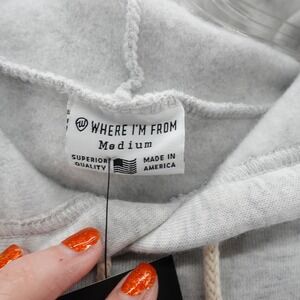 WHERE I'M FROM
Medium
SUPERIOR QUALITY
MADE IN AMERICA